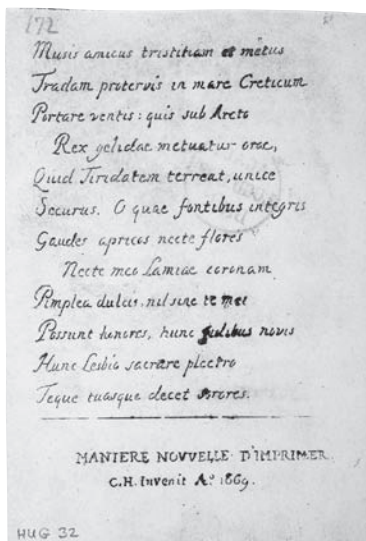 172
Musis amicus tristitiam et metus
Tradam protervis in mare Creticum
Portare ventis: quis sub Arcto
Rex gelidae metuatur orae,
Quid Tiridatem terreat, unice
Securus. O quae fontibus integris
Gaudes apricos necte flores
Necte meo Lamiae coronam
Pimplea dulcis, nil sine te mei
Possunt honores, hunc fidibus novis
Hunc Lesbio sacrare plectro
Teque tuasque decet sorores.
MANIERE NOVVELLE D'IMPRIMER.
C.H. Invenit Aº 1669.
HUG 32